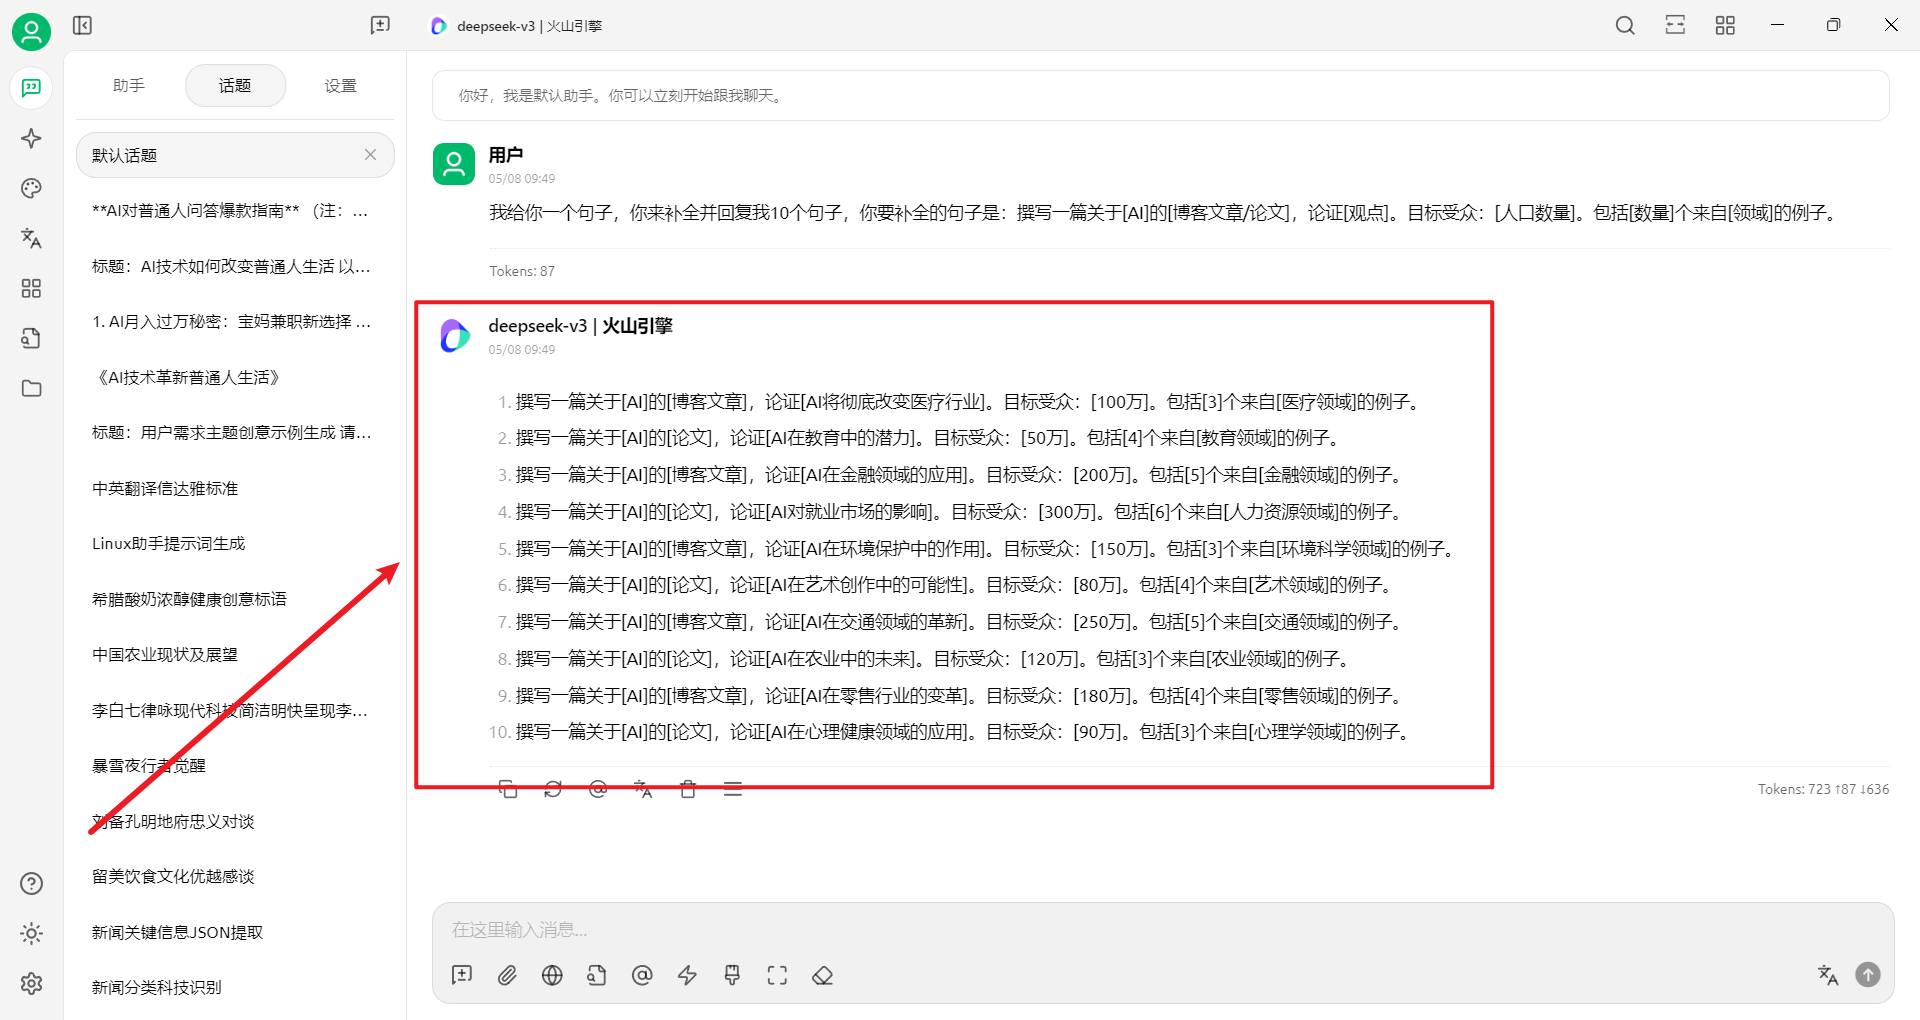 deepseek-v3 | 火山引擎
助手
话题
设置
默认话题
**AI对普通人问答爆款指南** （注：...
标题：AI技术如何改变普通人生活 以...
1. AI月入过万秘密：宝妈兼职新选择 ...
《AI技术革新普通人生活》
标题：用户需求主题创意示例生成 请...
中英翻译信达雅标准
Linux助手提示词生成
希腊酸奶浓醇健康创意标语
中国农业现状及展望
李白七律咏现代科技简洁明快呈现李...
暴雪夜行者觉醒
刘备孔明地府忠义对谈
留美饮食文化优越感谈
新闻关键信息JSON提取
新闻分类科技识别
你好，我是默认助手。你可以立刻开始跟我聊天。
用户
05/08 09:49
我给你一个句子，你来补全并回复我10个句子，你要补全的句子是：撰写一篇关于[AI]的[博客文章/论文]，论证[观点]。目标受众：[人口数量]。包括[数量]个来自[领域]的例子。
Tokens: 87
deepseek-v3 | 火山引擎
05/08 09:49
1. 撰写一篇关于[AI]的[博客文章]，论证[AI将彻底改变医疗行业]。目标受众：[100万]。包括[3]个来自[医疗领域]的例子。
2. 撰写一篇关于[AI]的[论文]，论证[AI在教育中的潜力]。目标受众：[50万]。包括[4]个来自[教育领域]的例子。
3. 撰写一篇关于[AI]的[博客文章]，论证[AI在金融领域的应用]。目标受众：[200万]。包括[5]个来自[金融领域]的例子。
4. 撰写一篇关于[AI]的[论文]，论证[AI对就业市场的影响]。目标受众：[300万]。包括[6]个来自[人力资源领域]的例子。
5. 撰写一篇关于[AI]的[博客文章]，论证[AI在环境保护中的作用]。目标受众：[150万]。包括[3]个来自[环境科学领域]的例子。
6. 撰写一篇关于[AI]的[论文]，论证[AI在艺术创作中的可能性]。目标受众：[80万]。包括[4]个来自[艺术领域]的例子。
7. 撰写一篇关于[AI]的[博客文章]，论证[AI在交通领域的革新]。目标受众：[250万]。包括[5]个来自[交通领域]的例子。
8. 撰写一篇关于[AI]的[论文]，论证[AI在农业中的未来]。目标受众：[120万]。包括[3]个来自[农业领域]的例子。
9. 撰写一篇关于[AI]的[博客文章]，论证[AI在零售行业的变革]。目标受众：[180万]。包括[4]个来自[零售领域]的例子。
10. 撰写一篇关于[AI]的[论文]，论证[AI在心理健康领域的应用]。目标受众：[90万]。包括[3]个来自[心理学领域]的例子。
Tokens: 723 ↑87 ↓636
在这里输入消息...